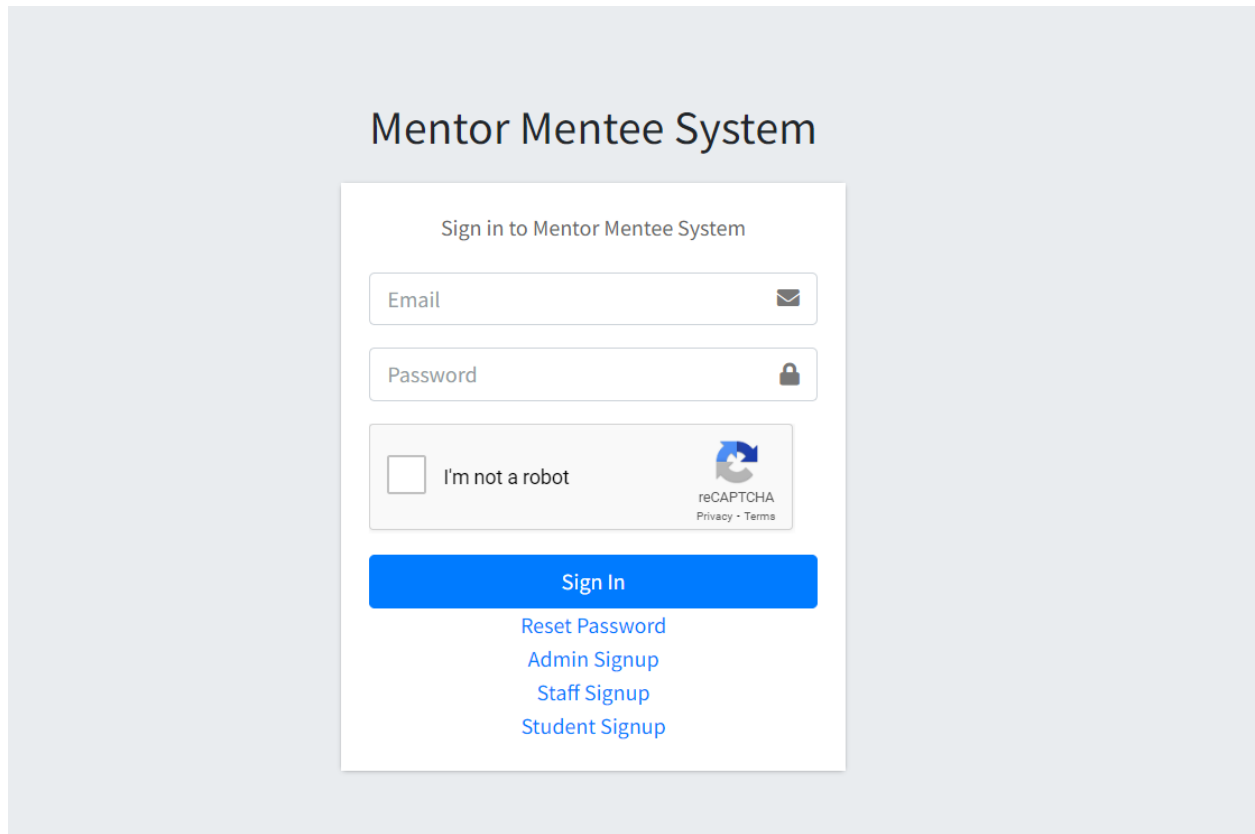 Mentor Mentee System
Sign in to Mentor Mentee System
Email
Password
I'm not a robot
reCAPTCHA
Privacy - Terms
Sign In
Reset Password
Admin Signup
Staff Signup
Student Signup